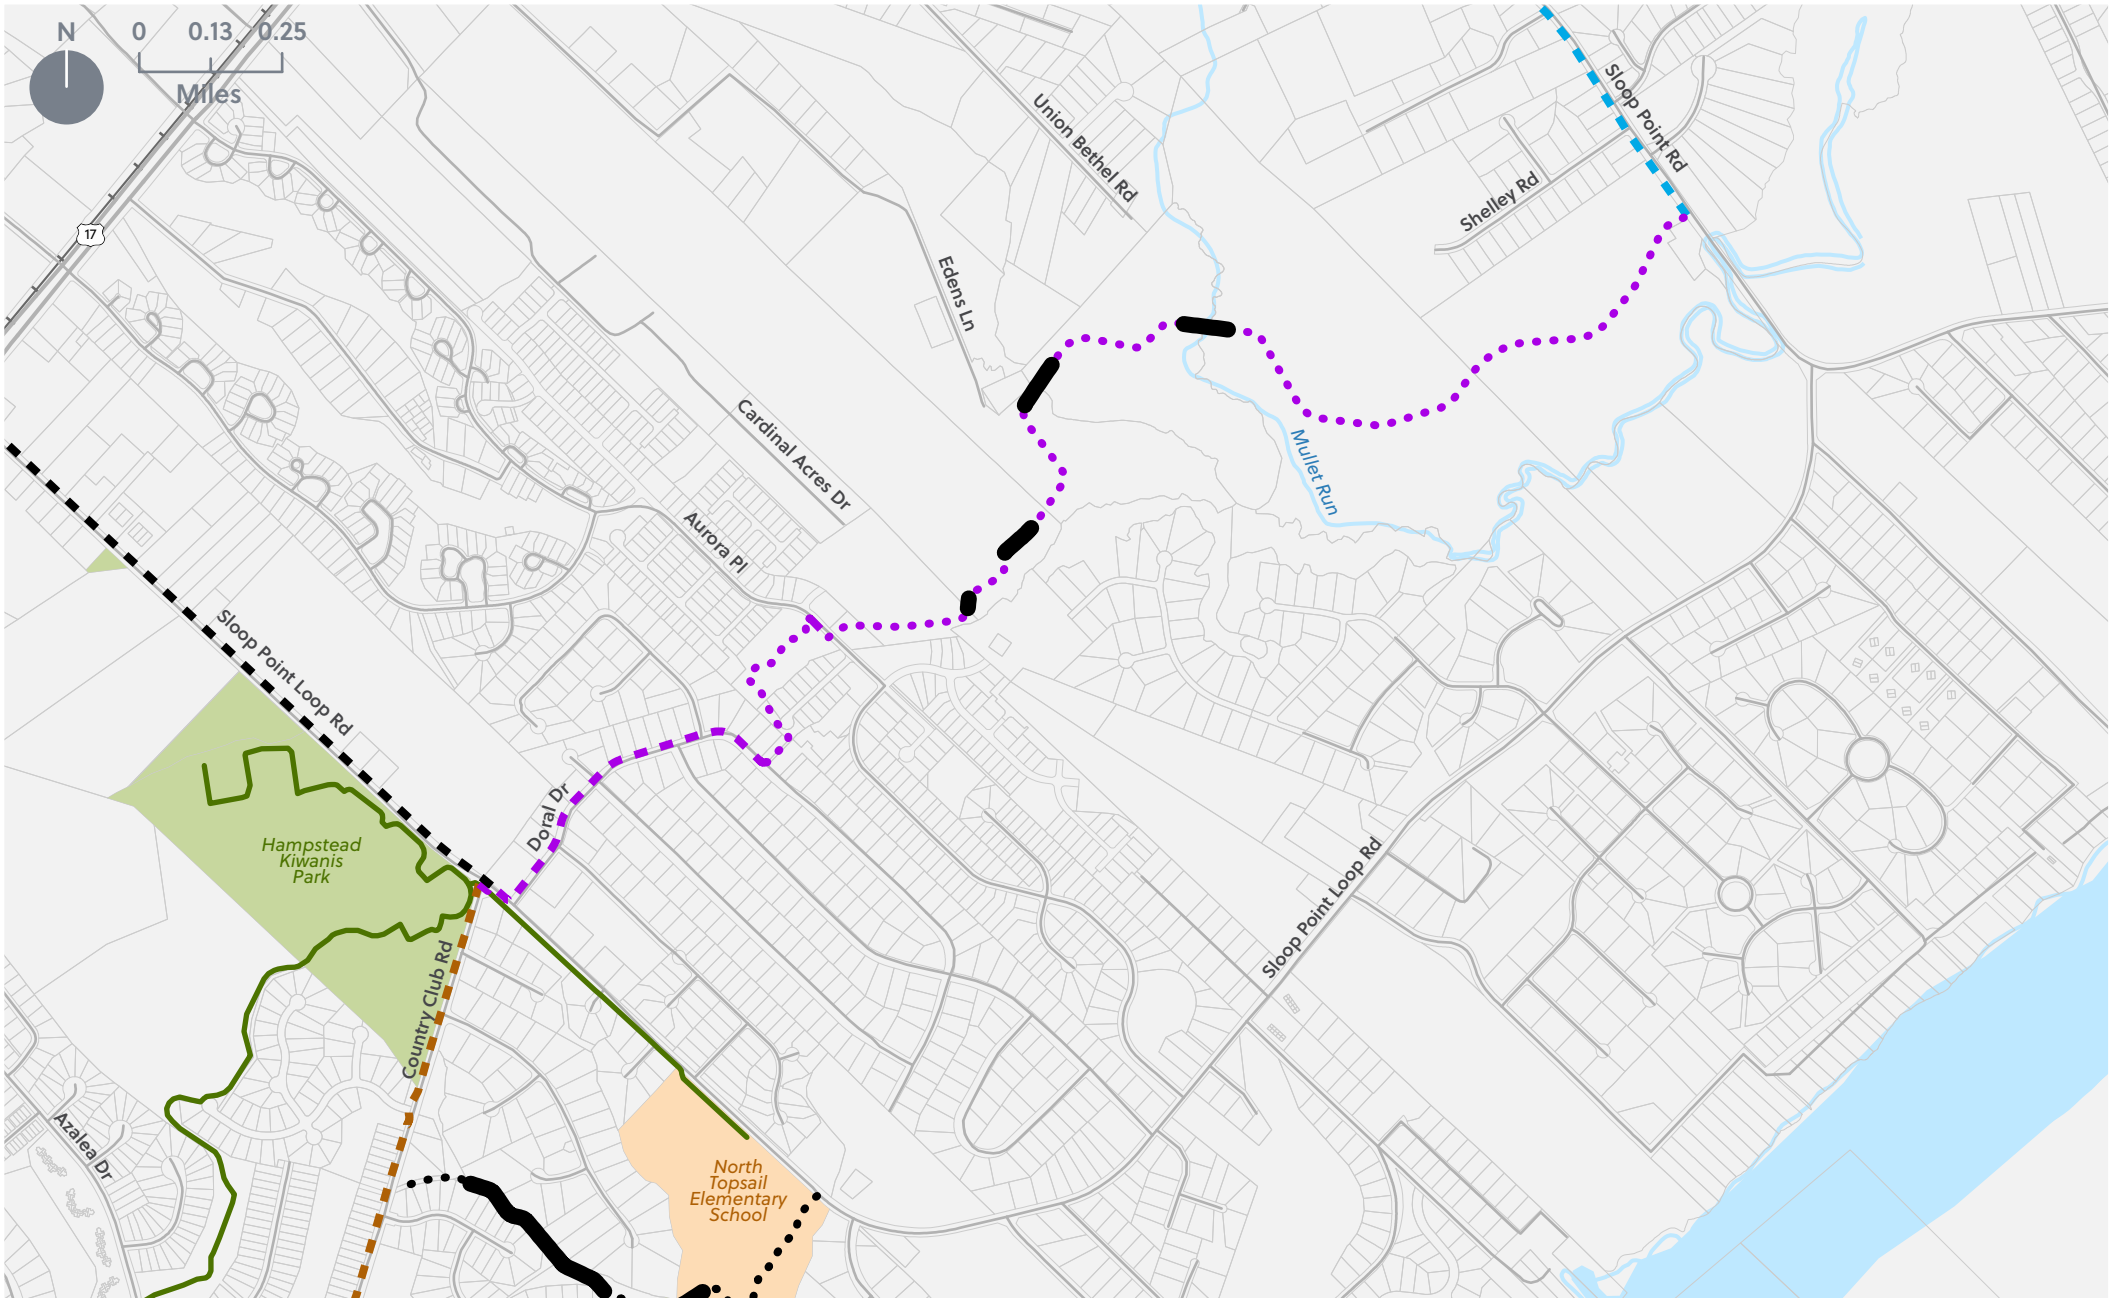 N
0 0.13 0.25
Miles
17
Union Bethel Rd
Sloop Point Rd
Shelley Rd
Edens Ln
Cardinal Acres Dr
Aurora Pl
Mullet Run
Sloop Point Loop Rd
Doral Dr
Hampstead
Kiwanis
Park
Sloop Point Loop Rd
Country Club Rd
Azalea Dr
North
Topsail
Elementary
School